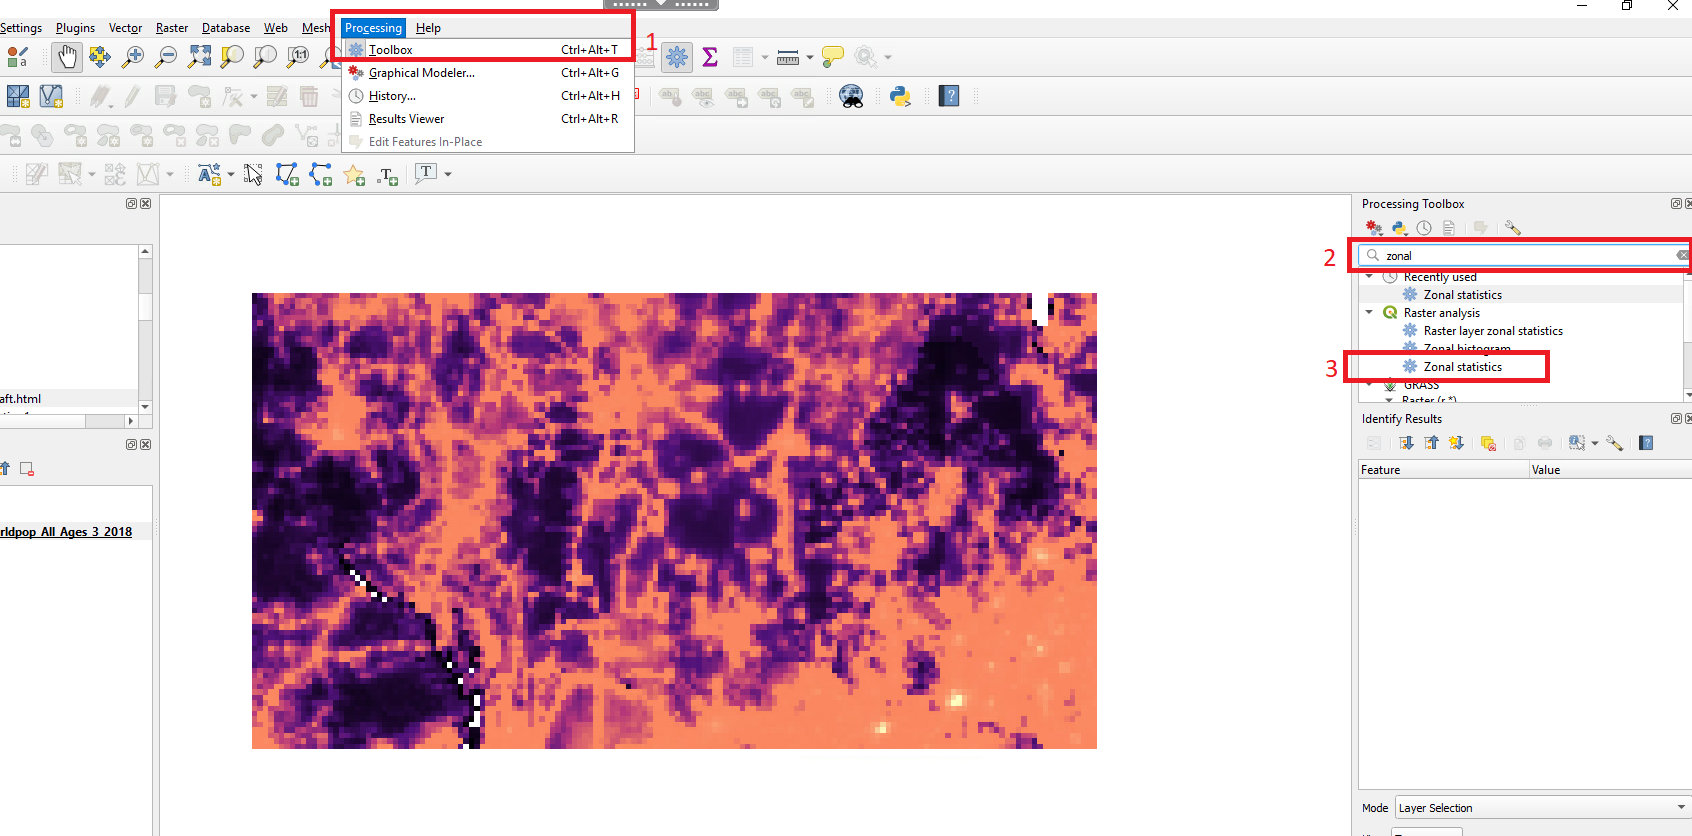 Settings Plugins Vector Raster Database Web Mesh Processing Help
1
Toolbox Ctrl+Alt+T
Graphical Modeler... Ctrl+Alt+G
History... Ctrl+Alt+H
Results Viewer Ctrl+Alt+R
Edit Features In-Place
Processing Toolbox
2
zonal
Recently used
Zonal statistics
Raster analysis
Raster layer zonal statistics
Zonal histogram
3
Zonal statistics
GRASS
Raster (r.*)
aft.html
Identify Results
Feature Value
rldpop All Ages 3 2018
Mode Layer Selection